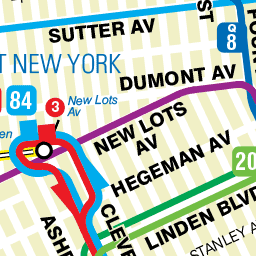 SUTTER AV
ST
8
T NEW YORK
DUMONT AV
84
3
New Lots
Av
NEW LOTS
AV
HEGEMAN AV
20
LINDEN BLVD
STANLEY A
ASH
CLEV